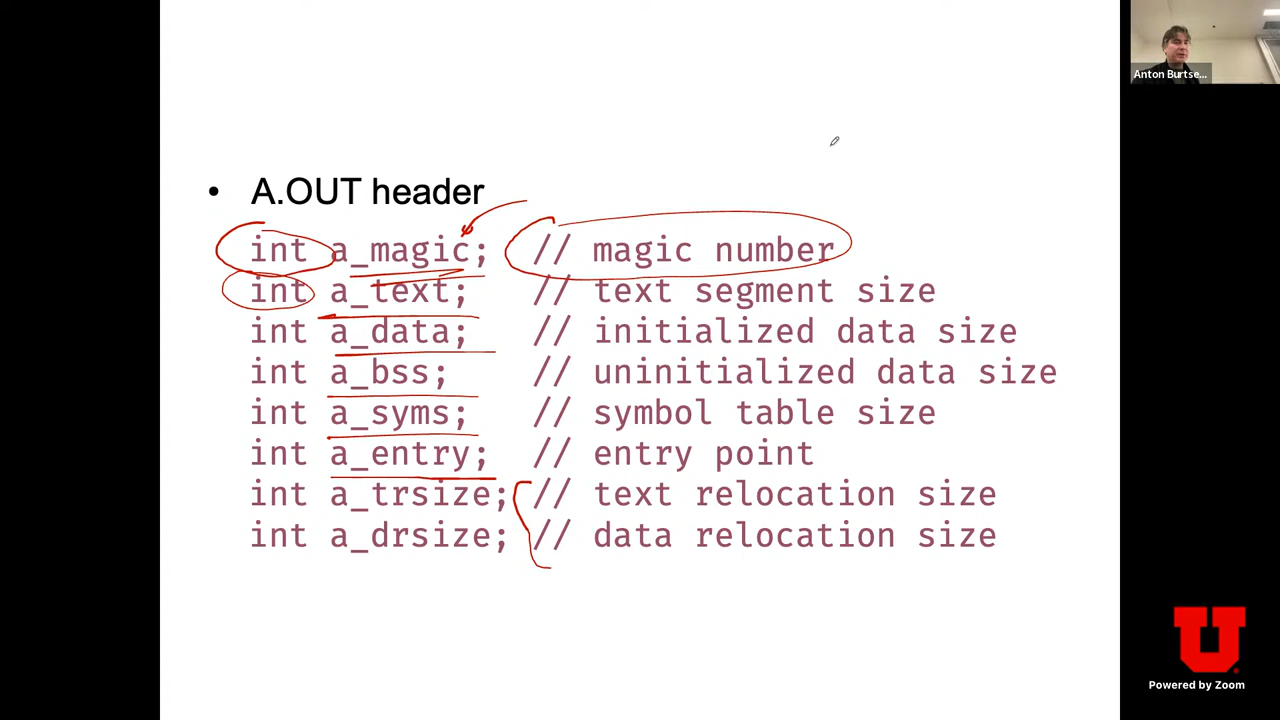 Anton Burtse...
• A.OUT header
int a_magic; // magic number
int a_text; // text segment size
int a_data; // initialized data size
int a_bss; // uninitialized data size
int a_syms; // symbol table size
int a_entry; // entry point
int a_trsize; // text relocation size
int a_drsize; // data relocation size
U
Powered by Zoom